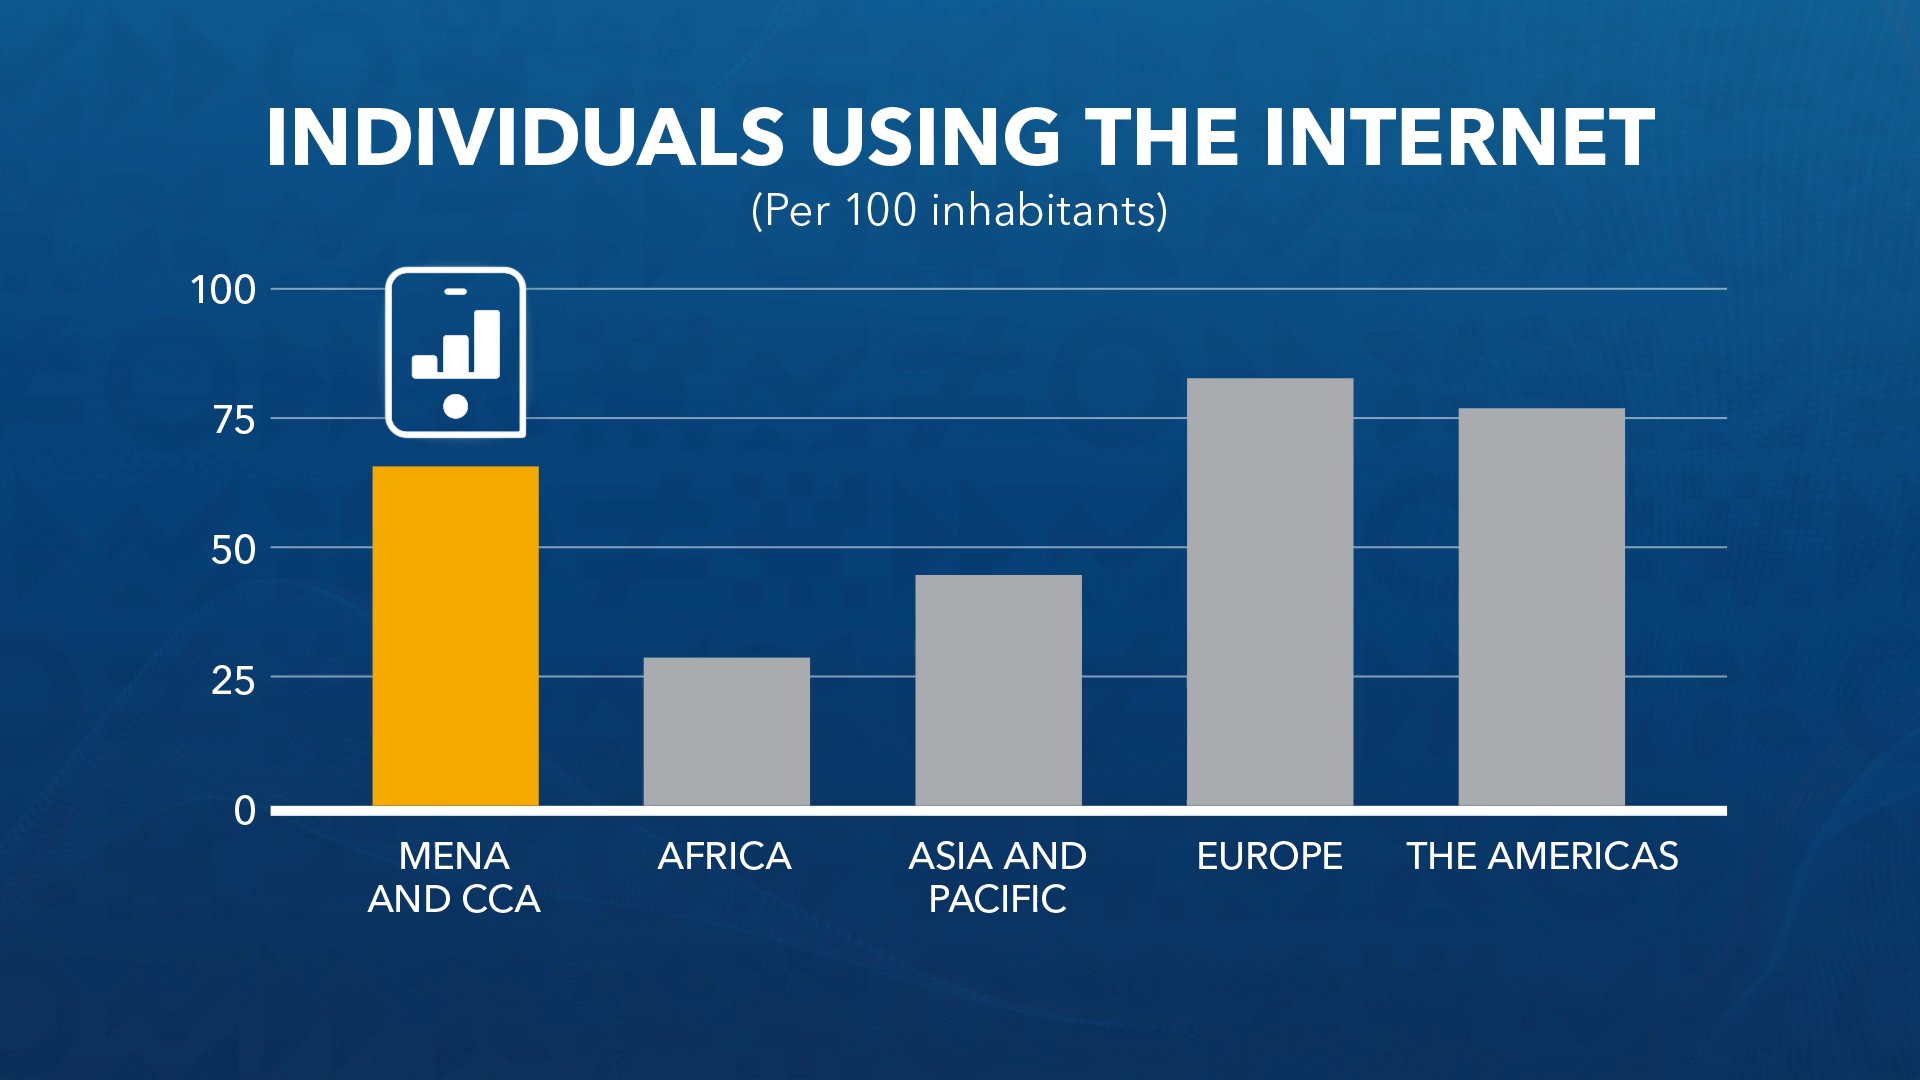 INDIVIDUALS USING THE INTERNET
(Per 100 inhabitants)
100
75
50
25
0
MENA
AND CCA
AFRICA
ASIA AND
PACIFIC
EUROPE
THE AMERICAS